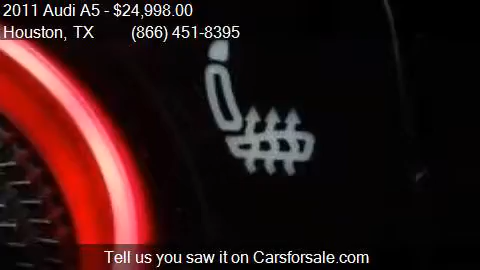 2011 Audi A5 - $24,998.00
Houston, TX (866) 451-8395
Tell us you saw it on Carsforsale.com